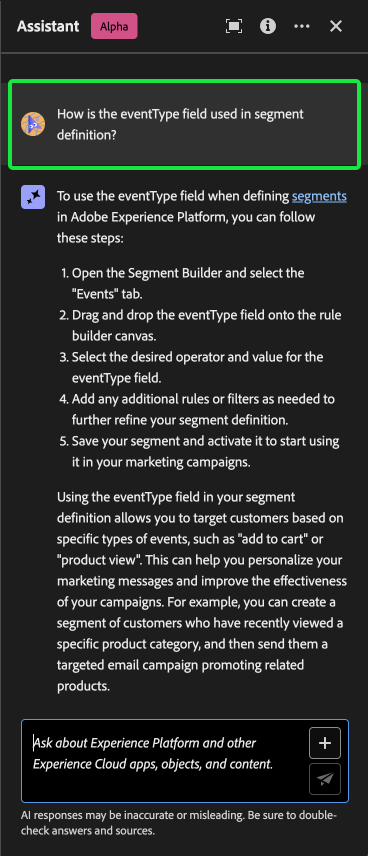 Assistant Alpha
How is the eventType field used in segment
definition?
To use the eventType field when defining segments
in Adobe Experience Platform, you can follow
these steps:
1. Open the Segment Builder and select the
"Events" tab.
2. Drag and drop the eventType field onto the rule
builder canvas.
3. Select the desired operator and value for the
eventType field.
4. Add any additional rules or filters as needed to
further refine your segment definition.
5. Save your segment and activate it to start using
it in your marketing campaigns.
Using the eventType field in your segment
definition allows you to target customers based on
specific types of events, such as "add to cart" or
"product view". This can help you personalize your
marketing messages and improve the effectiveness
of your campaigns. For example, you can create a
segment of customers who have recently viewed a
specific product category, and then send them a
targeted email campaign promoting related
products.
Ask about Experience Platform and other
Experience Cloud apps, objects, and content.
AI responses may be inaccurate or misleading. Be sure to double-
check answers and sources.